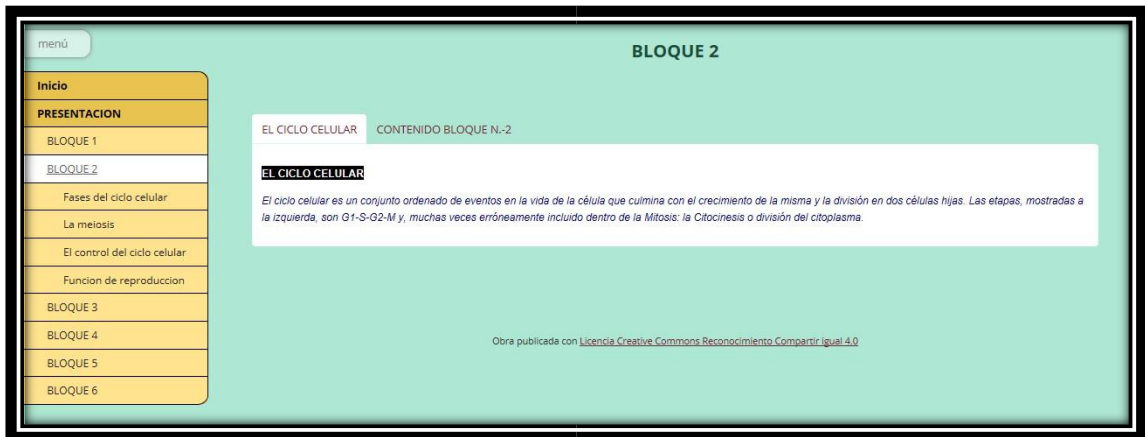 menú
BLOQUE 2
Inicio
PRESENTACION
BLOQUE 1
BLOQUE 2
Fases del ciclo celular
La meiosis
El control del ciclo celular
Funcion de reproduccion
BLOQUE 3
BLOQUE 4
BLOQUE 5
BLOQUE 6
EL CICLO CELULAR
CONTENIDO BLOQUE N.-2
EL CICLO CELULAR
El ciclo celular es un conjunto ordenado de eventos en la vida de la célula que culmina con el crecimiento de la misma y la división en dos células hijas. Las etapas, mostradas a
la izquierda, son G1-S-G2-M y, muchas veces erróneamente incluido dentro de la Mitosis: la Citocinesis o división del citoplasma.
Obra publicada con Licencia Creative Commons Reconocimiento Compartir igual 4.0